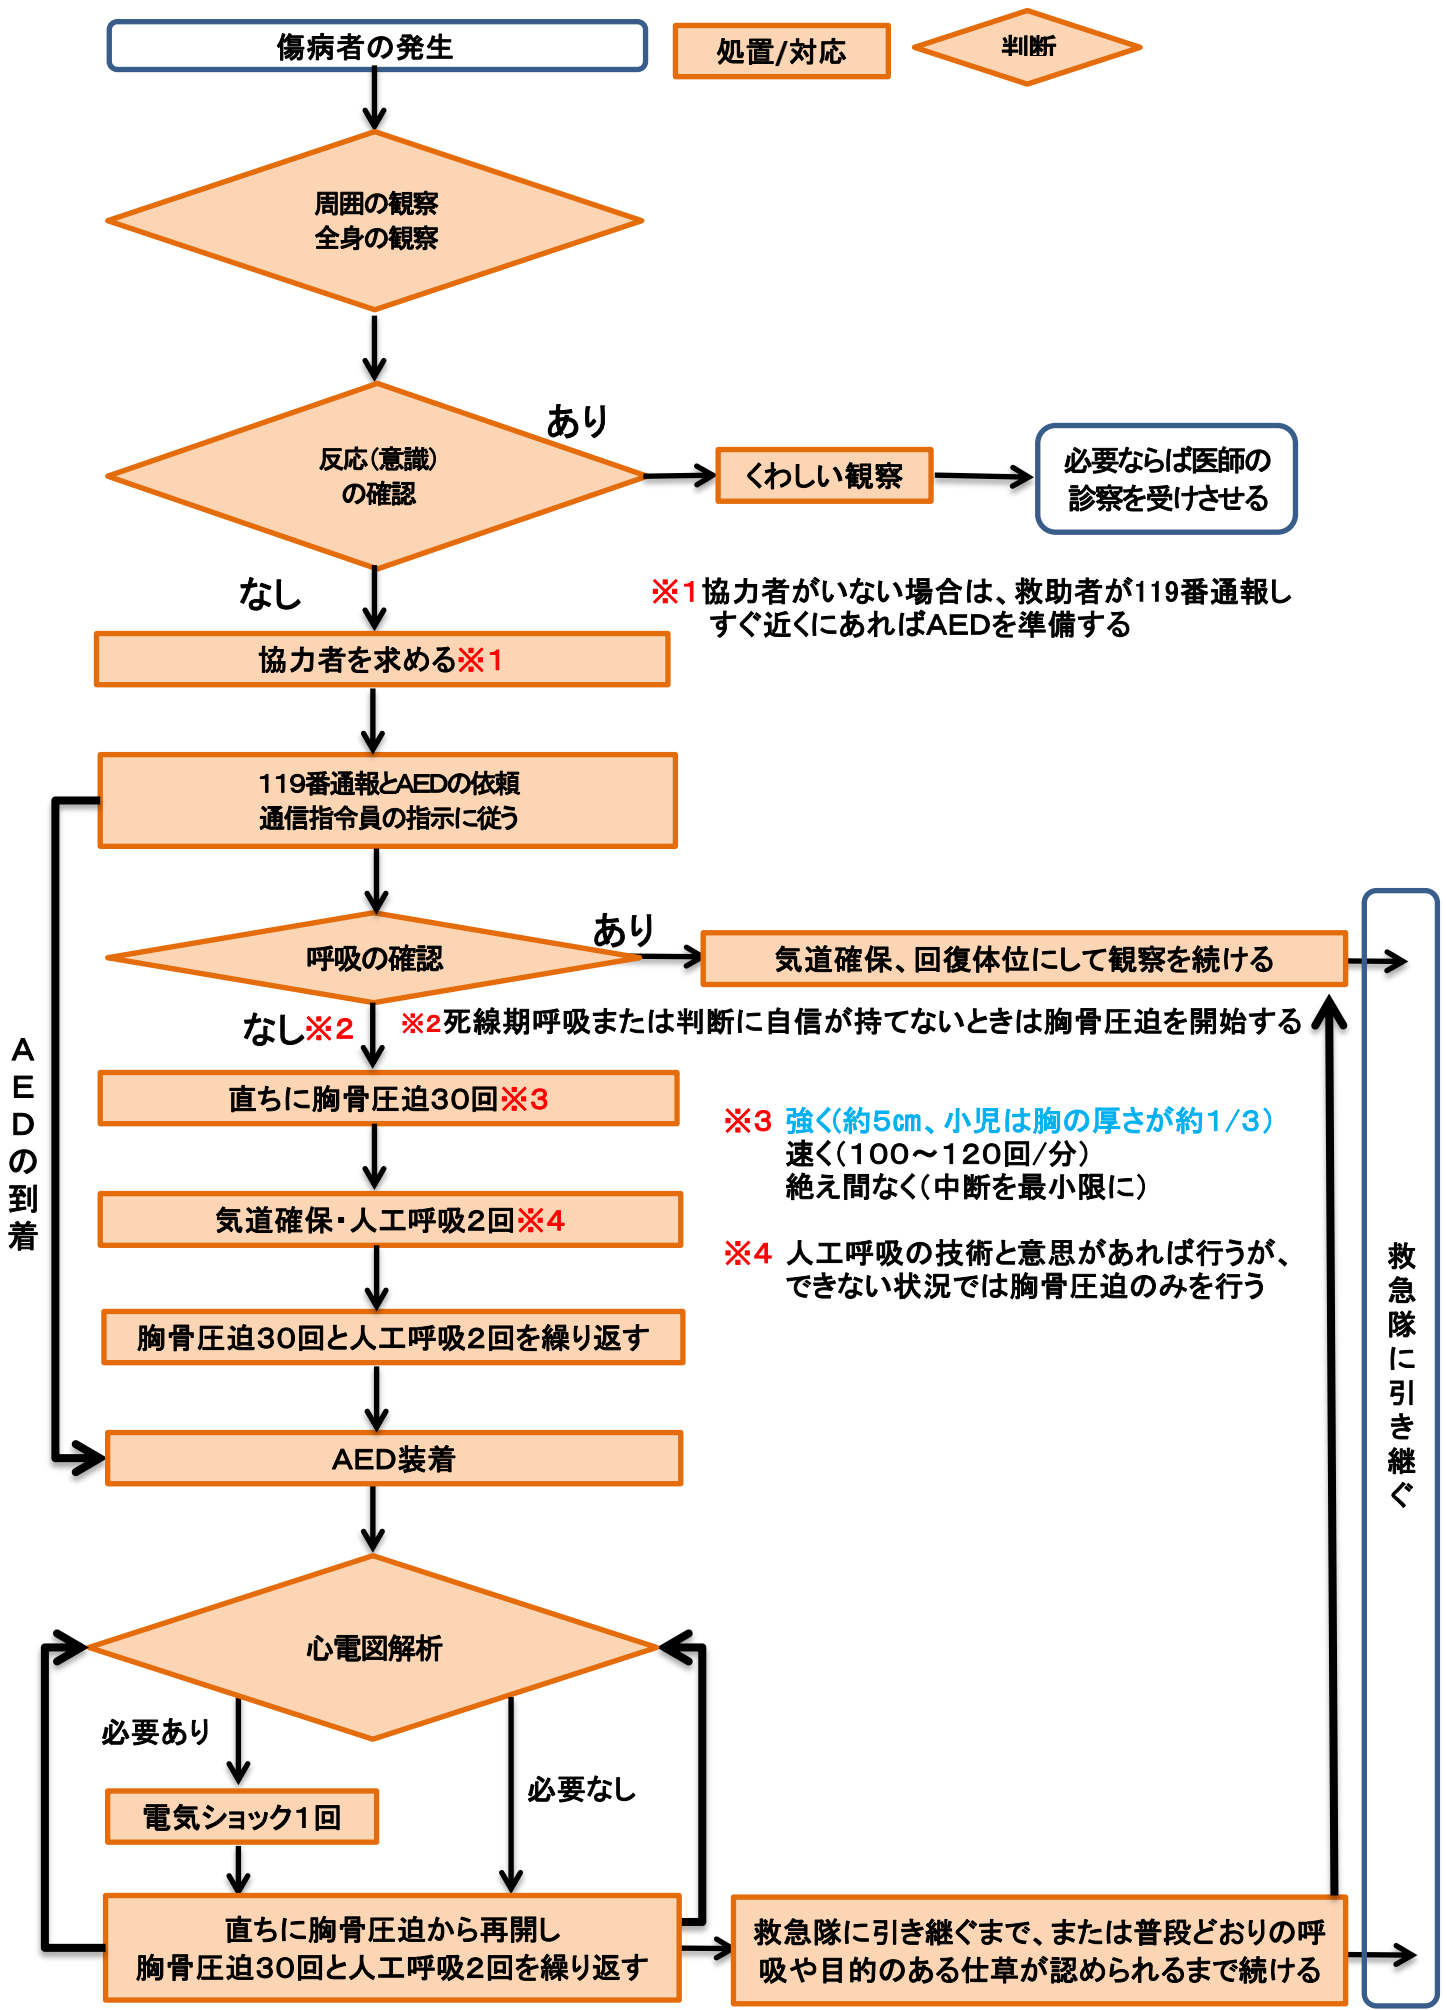 傷病者の発生
処置/対応
判断
周囲の観察
全身の観察
反応(意識)
の確認
あり
くわしい観察
必要ならば医師の
診察を受けさせる
なし
※1協力者がいない場合は、救助者が119番通報し
すぐ近くにあればAEDを準備する
協力者を求める※1
119番通報とAEDの依頼
通信指令員の指示に従う
呼吸の確認
あり
気道確保、回復体位にして観察を続ける
なし※2
※2死線期呼吸または判断に自信が持てないときは胸骨圧迫を開始する
直ちに胸骨圧迫30回※3
※3 強く(約5㎝、小児は胸の厚さが約1/3)
速く(100~120回/分)
絶え間なく(中断を最小限に)
気道確保・人工呼吸2回※4
※4 人工呼吸の技術と意思があれば行うが、
できない状況では胸骨圧迫のみを行う
胸骨圧迫30回と人工呼吸2回を繰り返す
AEDの到着
AED装着
心電図解析
必要あり
必要なし
電気ショック1回
直ちに胸骨圧迫から再開し
胸骨圧迫30回と人工呼吸2回を繰り返す
救急隊に引き継ぐまで、または普段どおりの呼
吸や目的のある仕草が認められるまで続ける
救急隊に引き継ぐ